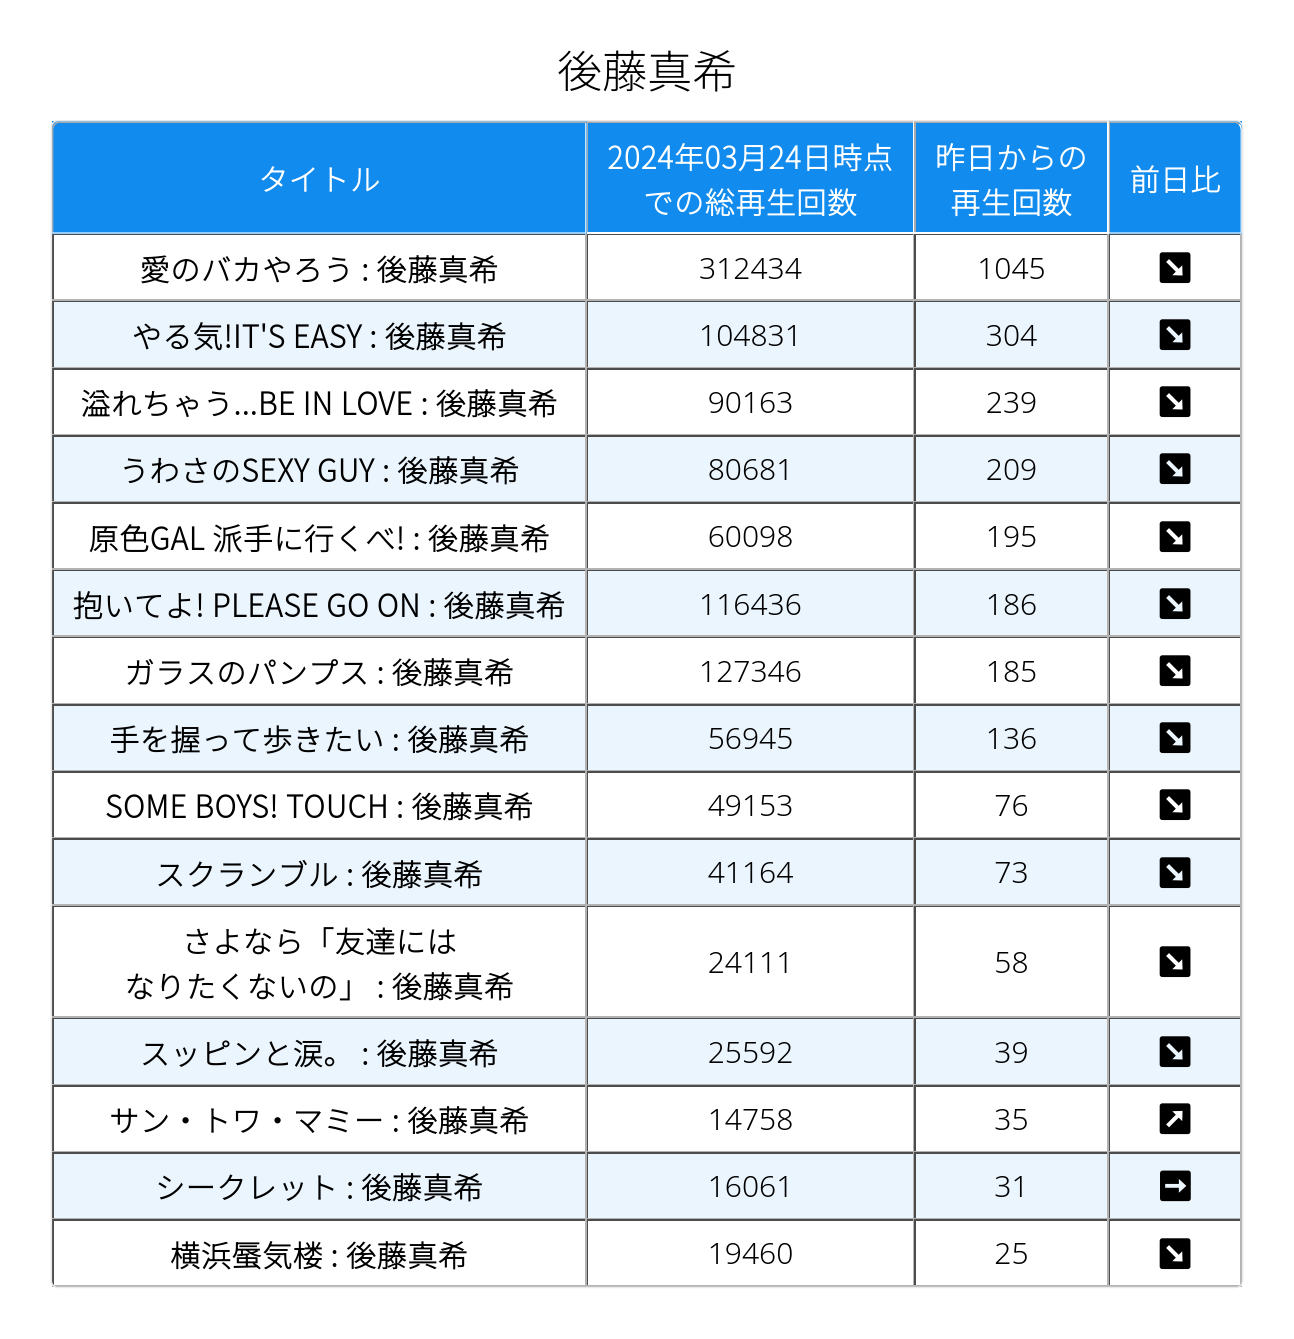 後藤真希
タイトル
2024年03月24日時点
での総再生回数
昨日からの
再生回数
前日比
愛のバカやろう : 後藤真希 312434 1045 ↘
やる気!IT'S EASY : 後藤真希 104831 304 ↘
溢れちゃう...BE IN LOVE : 後藤真希 90163 239 ↘
うわさのSEXY GUY : 後藤真希 80681 209 ↘
原色GAL 派手に行くべ! : 後藤真希 60098 195 ↘
抱いてよ! PLEASE GO ON : 後藤真希 116436 186 ↘
ガラスのパンプス : 後藤真希 127346 185 ↘
手を握って歩きたい : 後藤真希 56945 136 ↘
SOME BOYS! TOUCH : 後藤真希 49153 76 ↘
スクランブル : 後藤真希 41164 73 ↘
さよなら「友達には
なりたくないの」 : 後藤真希 24111 58 ↘
スッピンと涙。 : 後藤真希 25592 39 ↘
サン・トワ・マミー : 後藤真希 14758 35 ↗
シークレット : 後藤真希 16061 31 →
横浜蜃気楼 : 後藤真希 19460 25 ↘